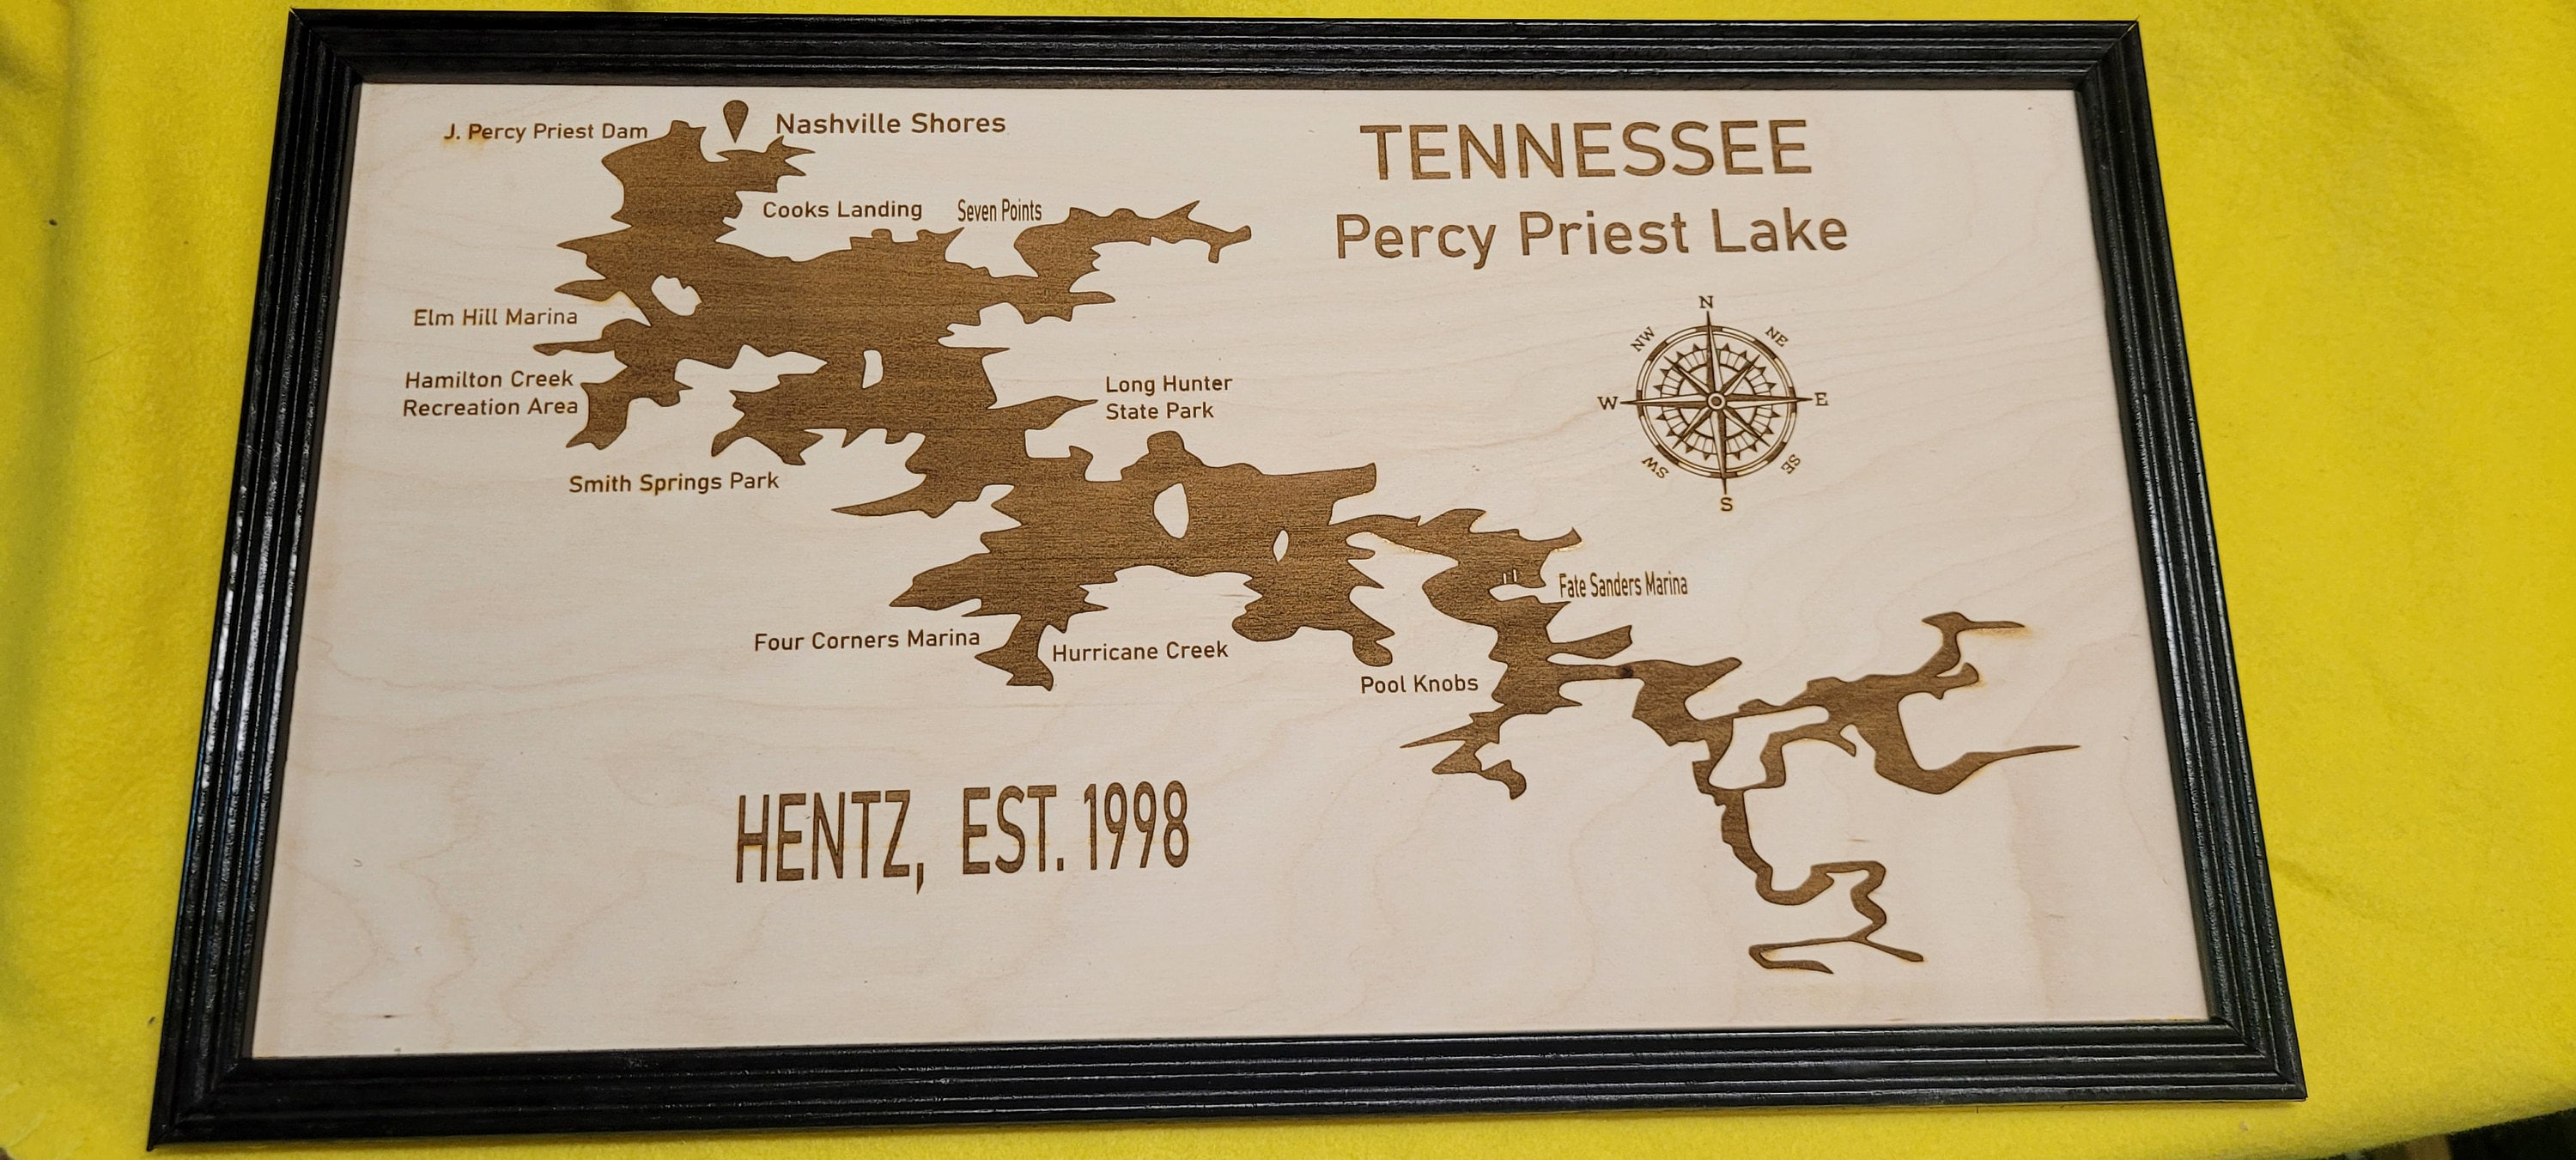 TENNESSEE
Percy Priest Lake
J. Percy Priest Dam
Nashville Shores
Cooks Landing
Seven Points
Elm Hill Marina
Hamilton Creek
Recreation Area
Smith Springs Park
Long Hunter
State Park
N
NE
E
SE
S
SW
W
NW
Fate Sanders Marina
Four Corners Marina
Hurricane Creek
Pool Knobs
HENTZ, EST. 1998